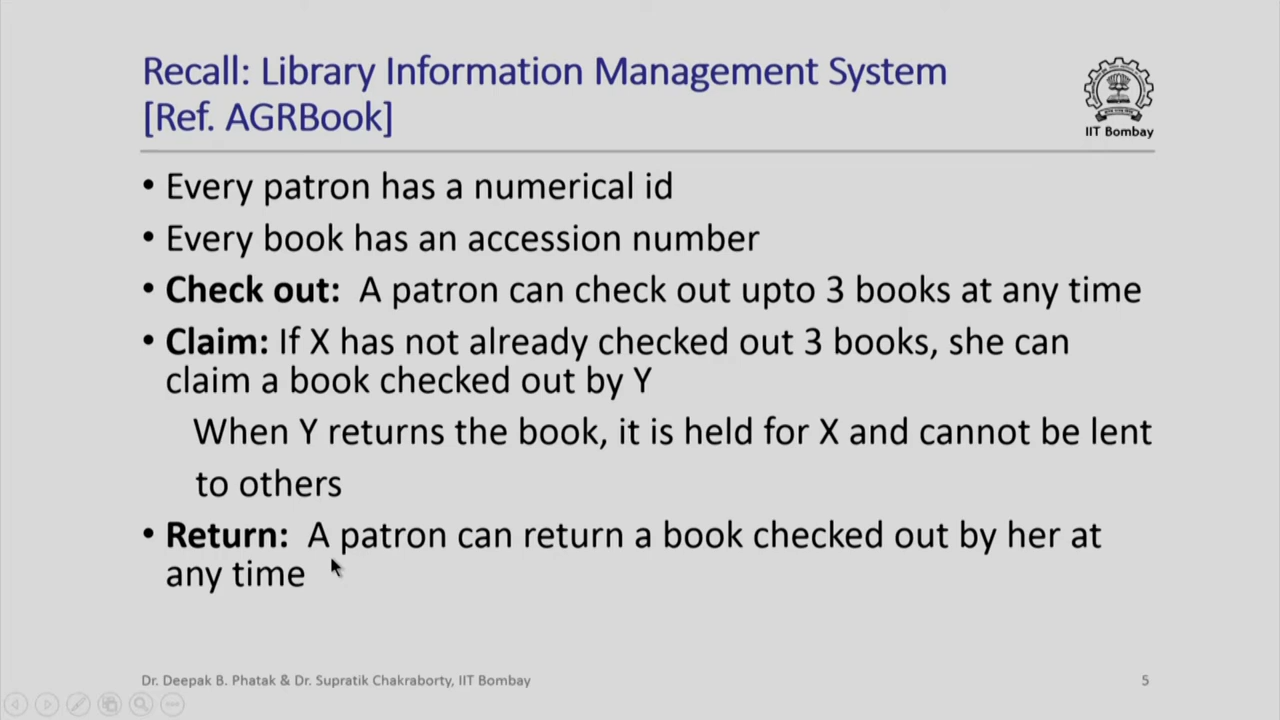 Recall: Library Information Management System
[Ref. AGRBook]
IIT Bombay
• Every patron has a numerical id
• Every book has an accession number
• Check out: A patron can check out upto 3 books at any time
• Claim: If X has not already checked out 3 books, she can
claim a book checked out by Y
When Y returns the book, it is held for X and cannot be lent
to others
• Return: A patron can return a book checked out by her at
any time
Dr. Deepak B. Phatak & Dr. Supratik Chakraborty, IIT Bombay
5